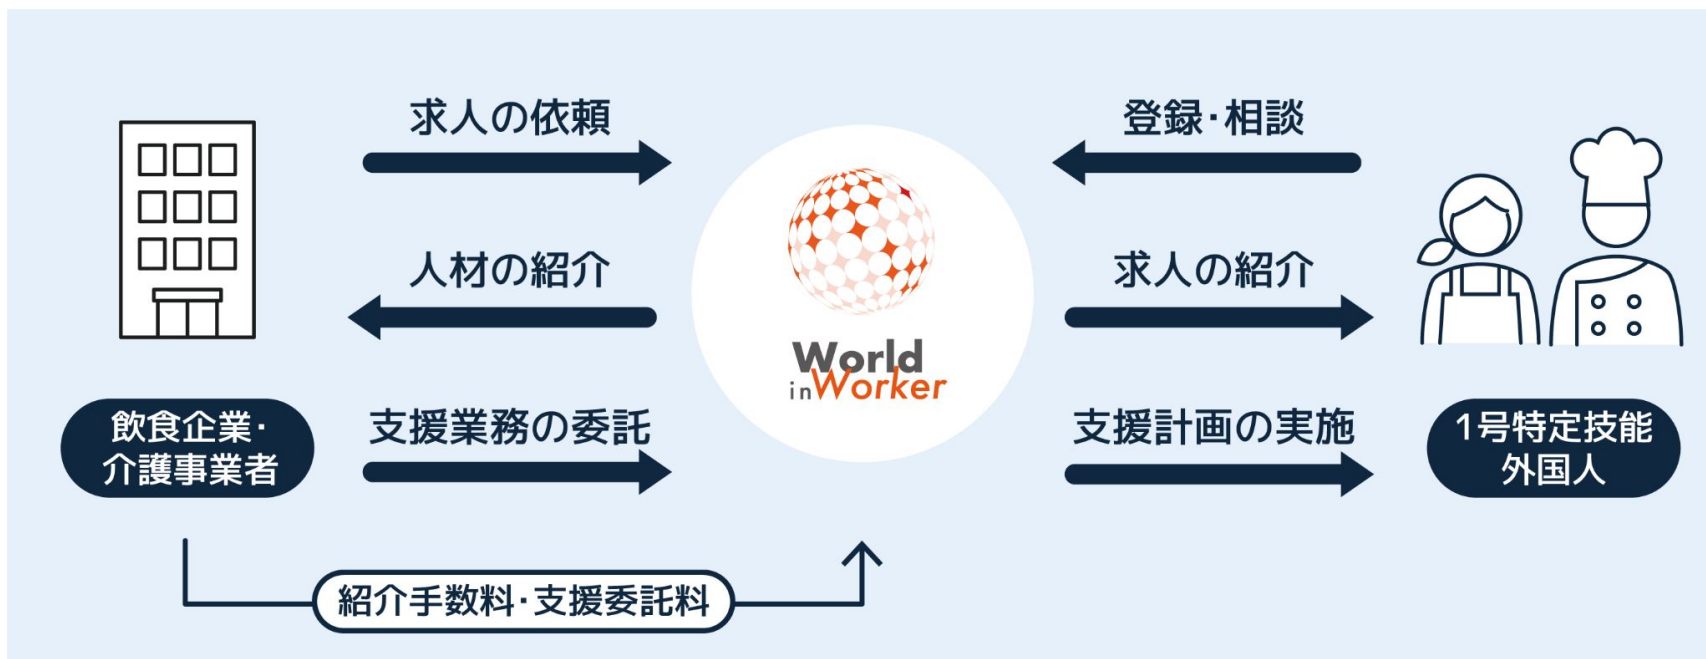 求人の依頼
人材の紹介
支援業務の委託
飲食企業・
介護事業者
紹介手数料・支援委託料
World
inWorker
登録・相談
求人の紹介
支援計画の実施
1号特定技能
外国人